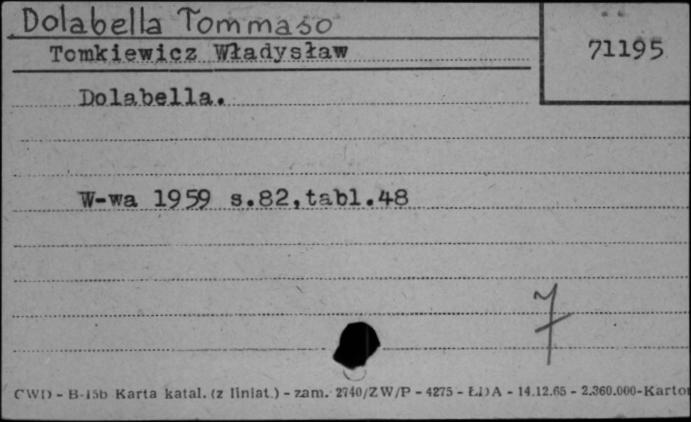 Dolabella Tommaso
Tomkiewicz Władysław
71195
Dolabella.
W-wa 1959 s.82,tabl.48
7
CWD - B-15b Karta katal. (z liniat.) - zam. 2740/ZW/P - 4275 - ŁDA - 14.12.65 - 2.360.000-Karton